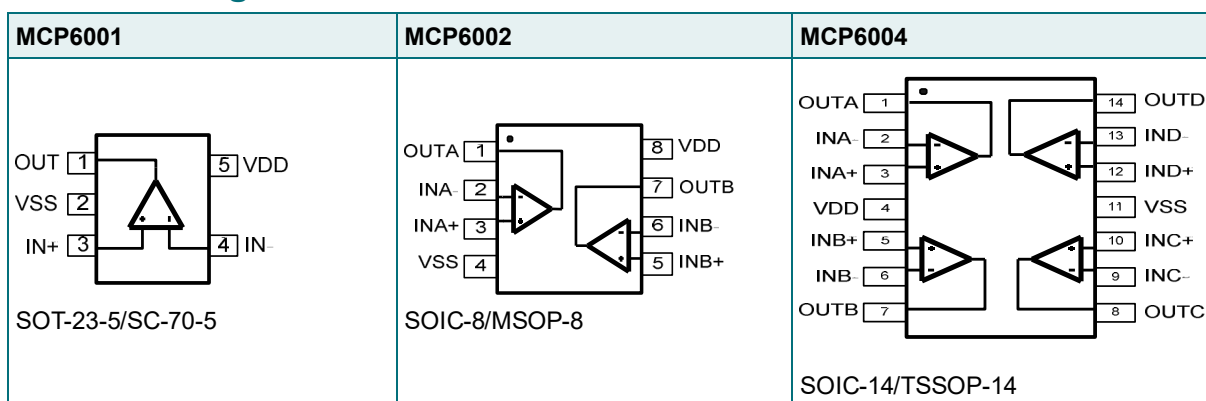 MCP6001
OUT 1
VSS 2
IN+ 3
5 VDD
4 IN-
+ -
SOT-23-5/SC-70-5
MCP6002
OUTA 1
INA- 2
INA+ 3
VSS 4
8 VDD
7 OUTB
6 INB-
5 INB+
- +
- +
SOIC-8/MSOP-8
MCP6004
OUTA 1
INA- 2
INA+ 3
VDD 4
INB+ 5
INB- 6
OUTB 7
14 OUTD
13 IND-
12 IND+
11 VSS
10 INC+
9 INC-
8 OUTC
- +
- +
+ -
+ -
SOIC-14/TSSOP-14